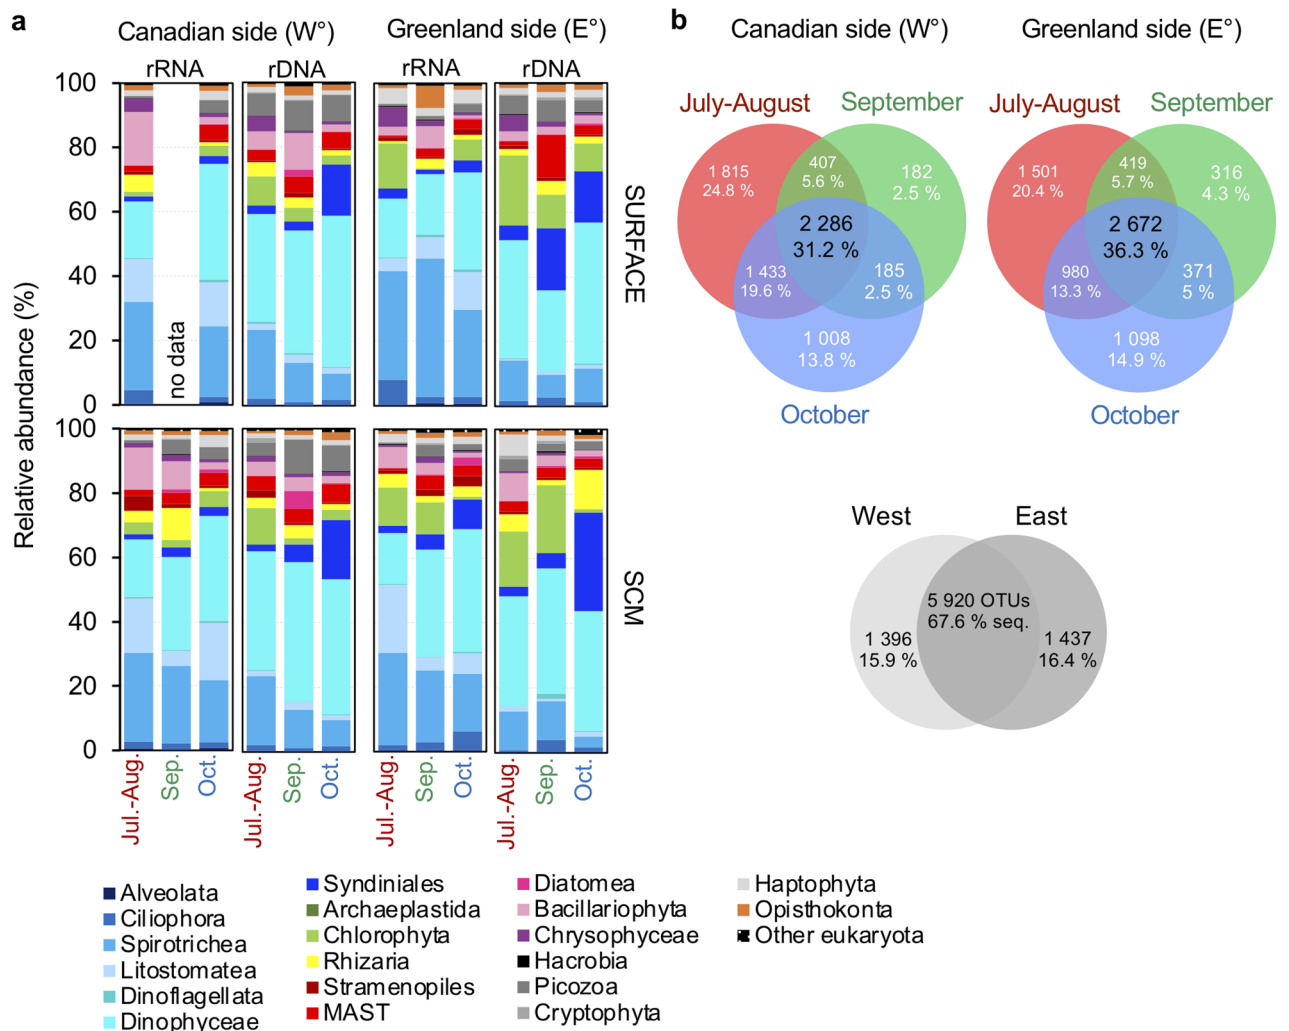 a
Canadian side (W°)
Greenland side (E°)
rRNA
rDNA
rRNA
rDNA
Relative abundance (%)
100
80
60
40
20
0
no data
SURFACE
Relative abundance (%)
100
80
60
40
20
0
SCM
Jul.-Aug.
Sep.
Oct.
Jul.-Aug.
Sep.
Oct.
Jul.-Aug.
Sep.
Oct.
Jul.-Aug.
Sep.
Oct.
Alveolata
Ciliophora
Spirotrichea
Litostomatea
Dinoflagellata
Dinophyceae
Syndiniales
Archaeplastida
Chlorophyta
Rhizaria
Stramenopiles
MAST
Diatomea
Bacillariophyta
Chrysophyceae
Hacrobia
Picozoa
Cryptophyta
Haptophyta
Opisthokonta
Other eukaryota
b
Canadian side (W°)
July-August
September
1 815
24.8 %
407
5.6 %
182
2.5 %
2 286
31.2 %
1 433
19.6 %
185
2.5 %
1 008
13.8 %
October
Greenland side (E°)
July-August
September
1 501
20.4 %
419
5.7 %
316
4.3 %
2 672
36.3 %
980
13.3 %
371
5 %
1 098
14.9 %
October
West
East
5 920 OTUs
67.6 % seq.
1 396
15.9 %
1 437
16.4 %